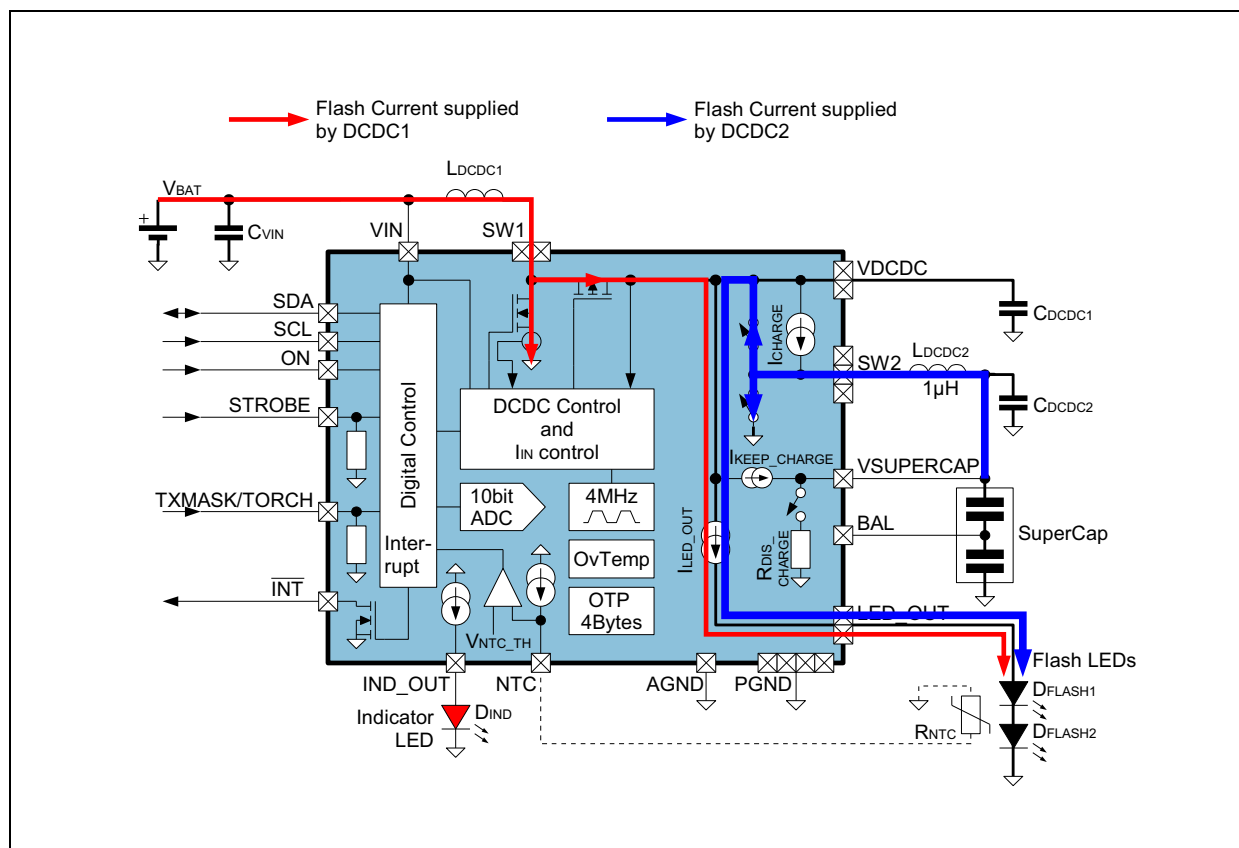 Flash Current supplied
by DCDC1
Flash Current supplied
by DCDC2
LDCDC1
VBAT
+
CVIN
VIN
SW1
VDCDC
SDA
SCL
ON
STROBE
TXMASK/TORCH
INT
Digital Control
Inter-
rupt
DCDC Control
and
IIN control
10bit
ADC
4MHz
OvTemp
OTP
4Bytes
VNTC_TH
ICHARGE
CDCDC1
SW2
LDCDC2
1µH
CDCDC2
IKEEP_CHARGE
VSUPERCAP
BAL
SuperCap
ILED_OUT
RDIS_
CHARGE
LED_OUT
Flash LEDs
IND_OUT
NTC
AGND
PGND
Indicator
LED
DIND
RNTC
DFLASH1
DFLASH2